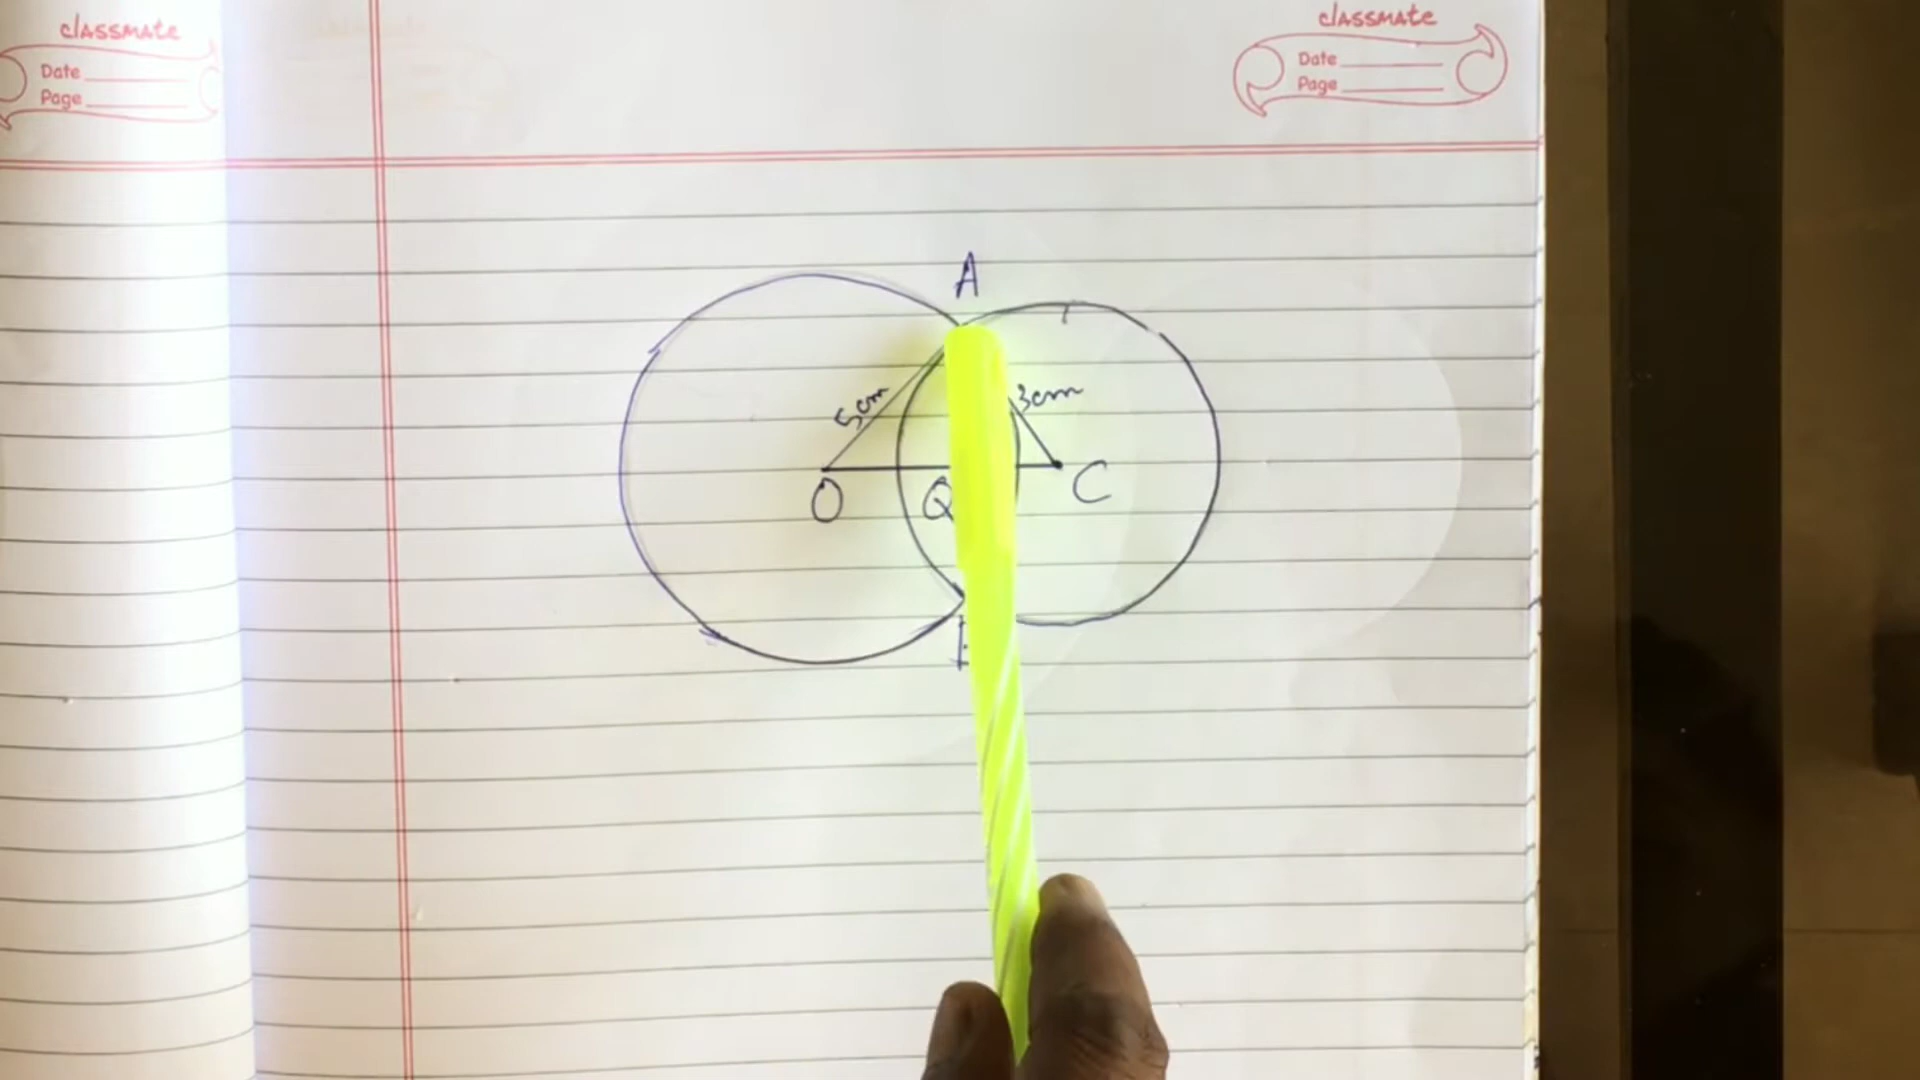 classmate
Date
Page
classmate
Date
Page
A
5cm
3cm
O
Q
C